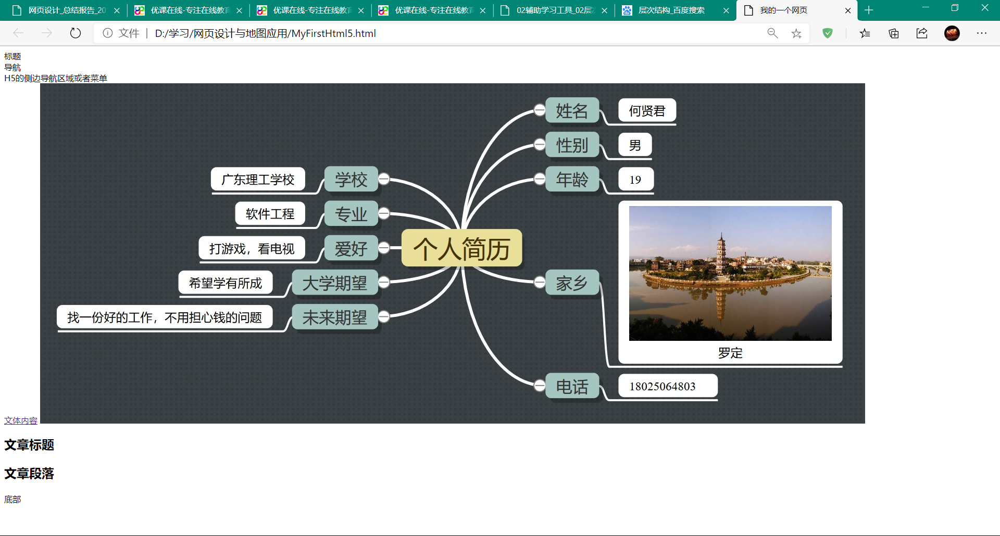 网页设计_总结报告_20
优课在线-专注在线教育
优课在线-专注在线教育
优课在线-专注在线教育
02辅助学习工具_02层次
层次结构_百度搜索
我的一个网页
文件 | D:/学习/网页设计与地图应用/MyFirstHtml5.html
标题
导航
H5的侧边导航区域或者菜单
个人简历
姓名
何贤君
性别
男
年龄
19
家乡
罗定
电话
18025064803
学校
广东理工学校
专业
软件工程
爱好
打游戏，看电视
大学期望
希望学有所成
未来期望
找一份好的工作，不用担心钱的问题
文体内容
文章标题
文章段落
底部